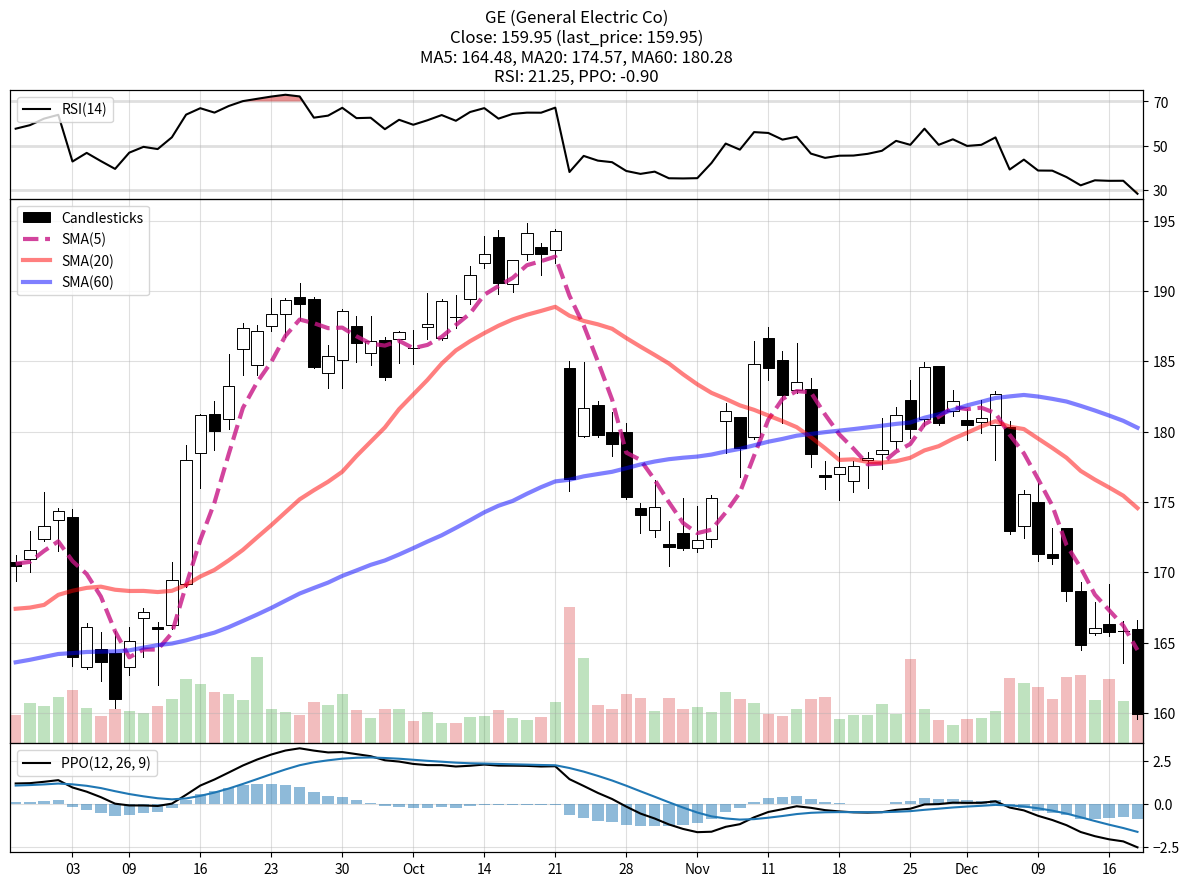 GE (General Electric Co)
Close: 159.95 (last_price: 159.95)
MA5: 164.48, MA20: 174.57, MA60: 180.28
RSI: 21.25, PPO: -0.90
RSI(14)
70
50
30
Candlesticks
SMA(5)
SMA(20)
SMA(60)
195
190
185
180
175
170
165
160
PPO(12, 26, 9)
2.5
0.0
−2.5
03 09 16 23 30 Oct 14 21 28 Nov 11 18 25 Dec 09 16